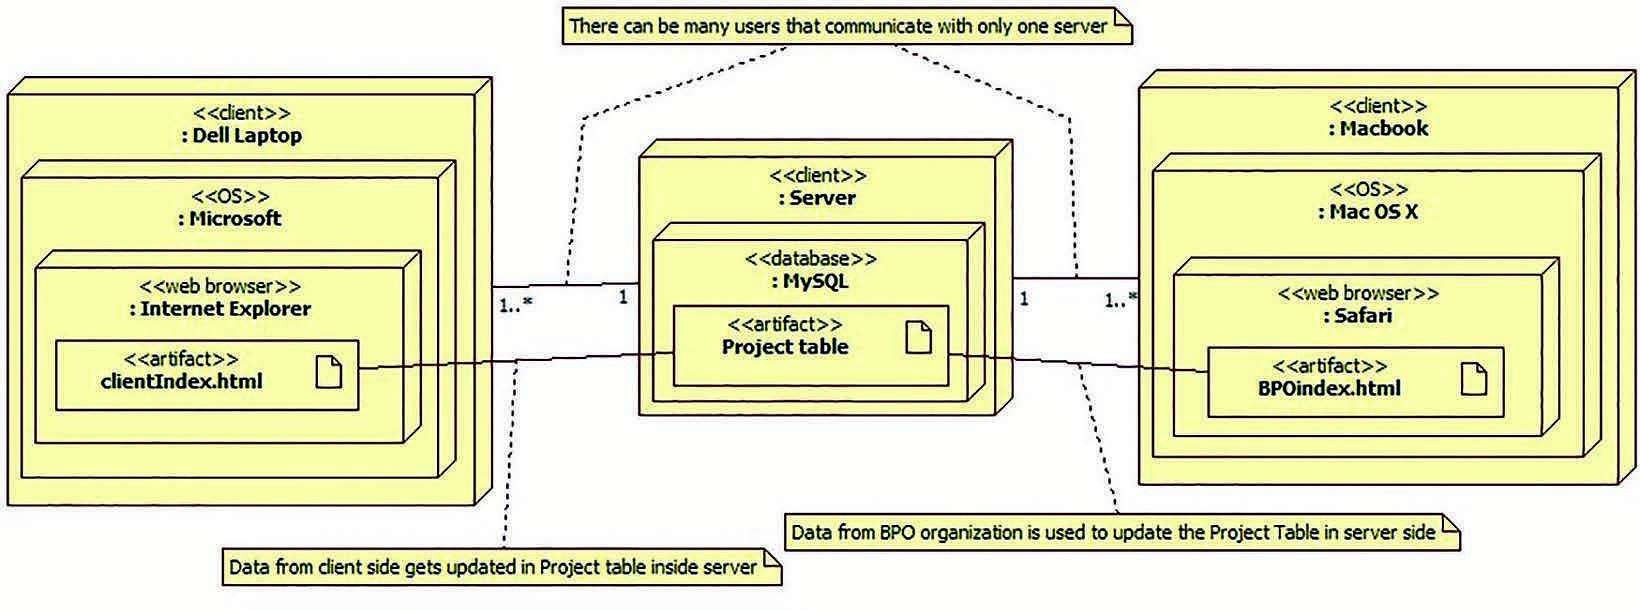 There can be many users that communicate with only one server
<<client>>
: Dell Laptop
<<OS>>
: Microsoft
<<web browser>>
: Internet Explorer
<<artifact>>
clientIndex.html
1..*
1
<<client>>
: Server
<<database>>
: MySQL
<<artifact>>
Project table
1
1..*
<<client>>
: Macbook
<<OS>>
: Mac OS X
<<web browser>>
: Safari
<<artifact>>
BPOindex.html
Data from client side gets updated in Project table inside server
Data from BPO organization is used to update the Project Table in server side